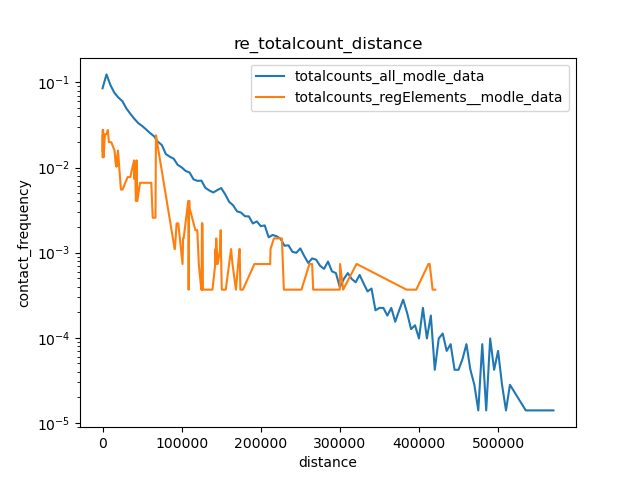 re_totalcount_distance
totalcounts_all_modle_data
totalcounts_regElements__modle_data
contact_frequency
10⁻¹
10⁻²
10⁻³
10⁻⁴
10⁻⁵
0 100000 200000 300000 400000 500000
distance